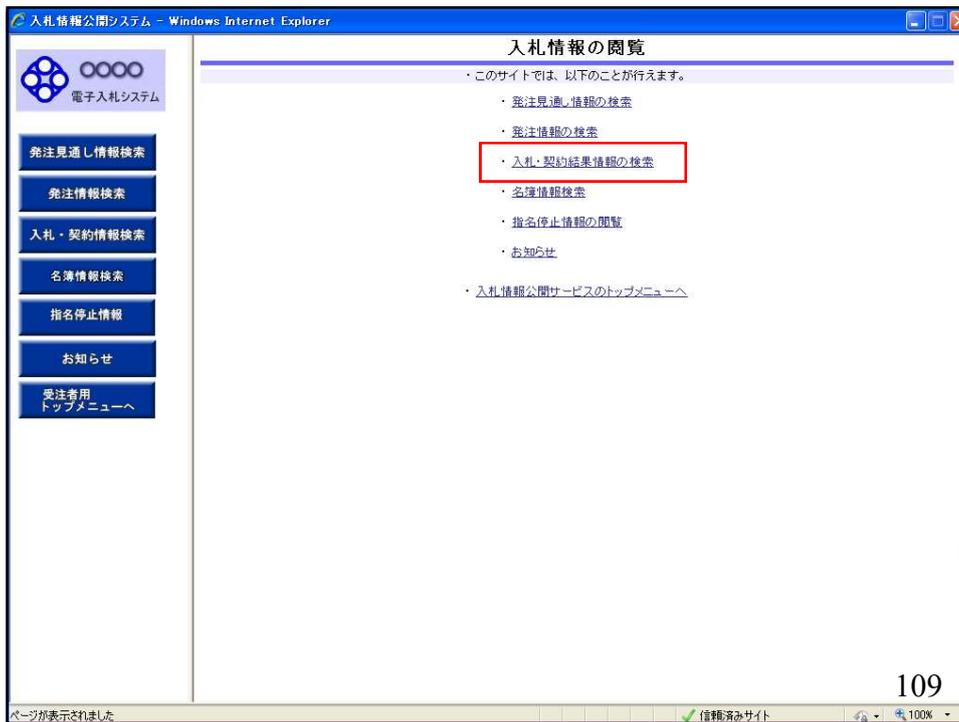 入札情報公開システム - Windows Internet Explorer
○○○○
電子入札システム
発注見通し情報検索
発注情報検索
入札・契約情報検索
名簿情報検索
指名停止情報
お知らせ
受注者用
トップメニューへ
入札情報の閲覧
・このサイトでは、以下のことが行えます。
・発注見通し情報の検索
・発注情報の検索
・入札・契約結果情報の検索
・名簿情報検索
・指名停止情報の閲覧
・お知らせ
・入札情報公開サービスのトップメニューへ
109
ページが表示されました
信頼済みサイト
100%